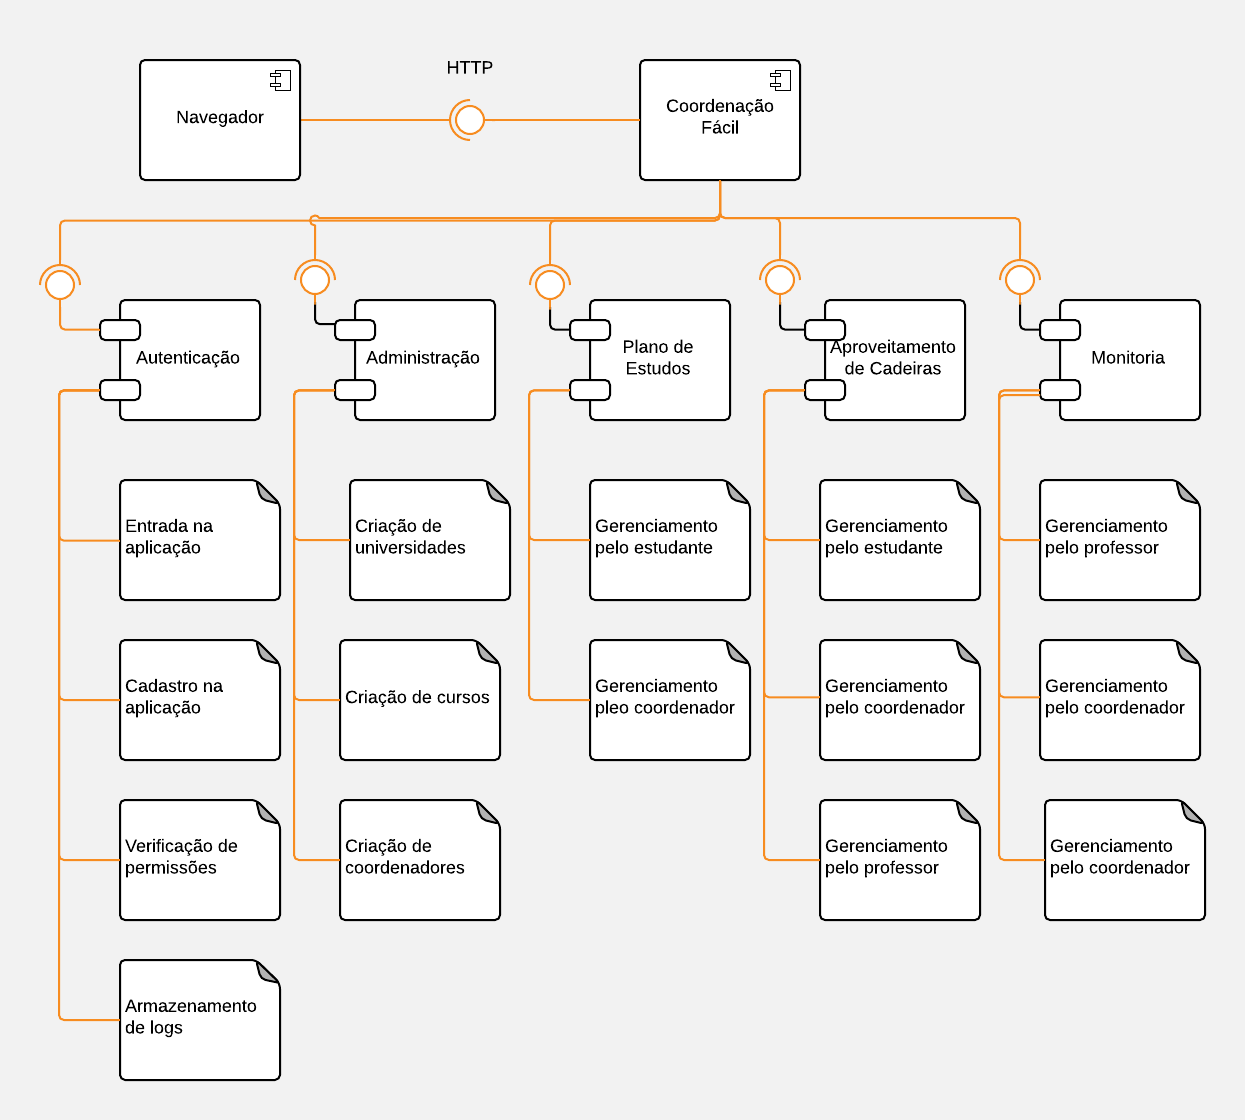 HTTP
Navegador
Coordenação
Fácil
Autenticação
Administração
Plano de
Estudos
Aproveitamento
de Cadeiras
Monitoria
Entrada na
aplicação
Criação de
universidades
Gerenciamento
pelo estudante
Gerenciamento
pelo estudante
Gerenciamento
pelo professor
Cadastro na
aplicação
Criação de cursos
Gerenciamento
pleo coordenador
Gerenciamento
pelo coordenador
Gerenciamento
pelo coordenador
Verificação de
permissões
Criação de
coordenadores
Gerenciamento
pelo professor
Gerenciamento
pelo coordenador
Armazenamento
de logs